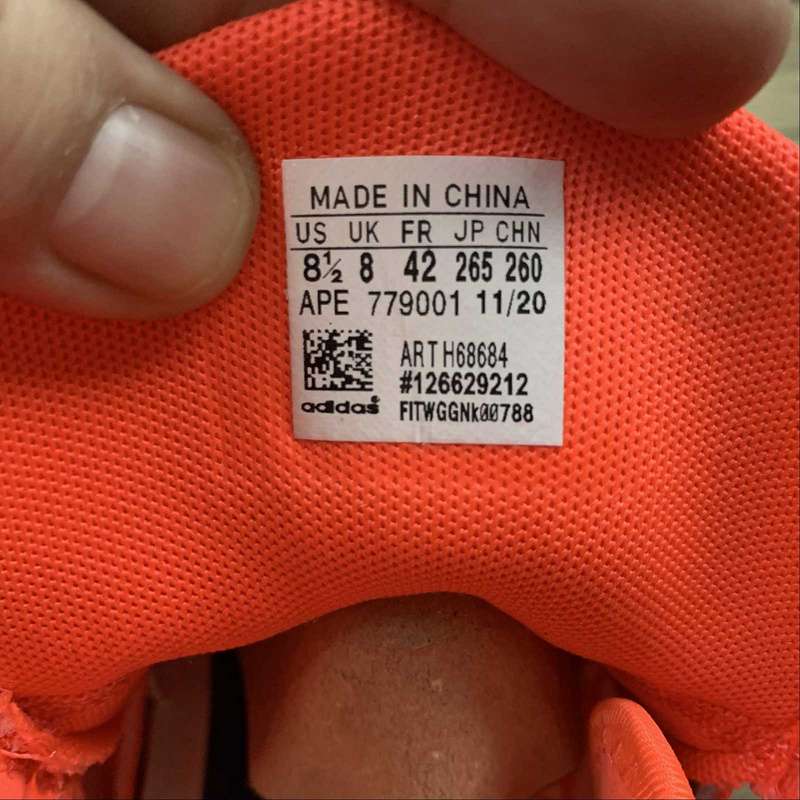 MADE IN CHINA
US UK FR JP CHN
8½ 8 42 265 260
APE 779001 11/20
ART H68684
#126629212
adidas® FITWGGNk00788